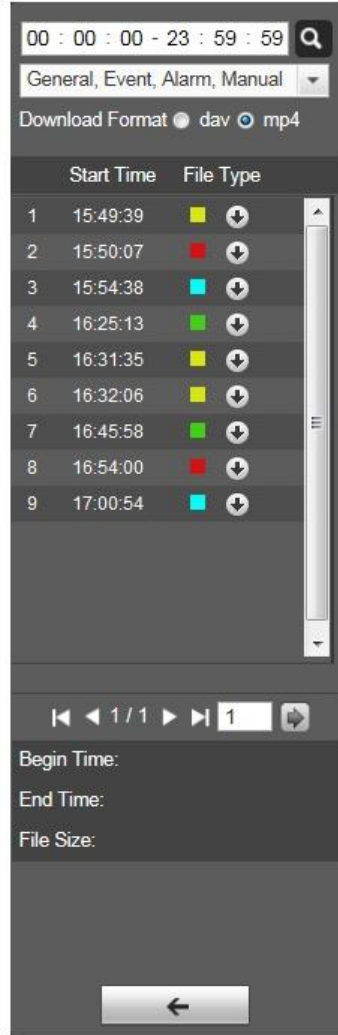 00 : 00 : 00 - 23 : 59 : 59
General, Event, Alarm, Manual
Download Format dav mp4
Start Time File Type
1 15:49:39
2 15:50:07
3 15:54:38
4 16:25:13
5 16:31:35
6 16:32:06
7 16:45:58
8 16:54:00
9 17:00:54
1 / 1 1
Begin Time:
End Time:
File Size: